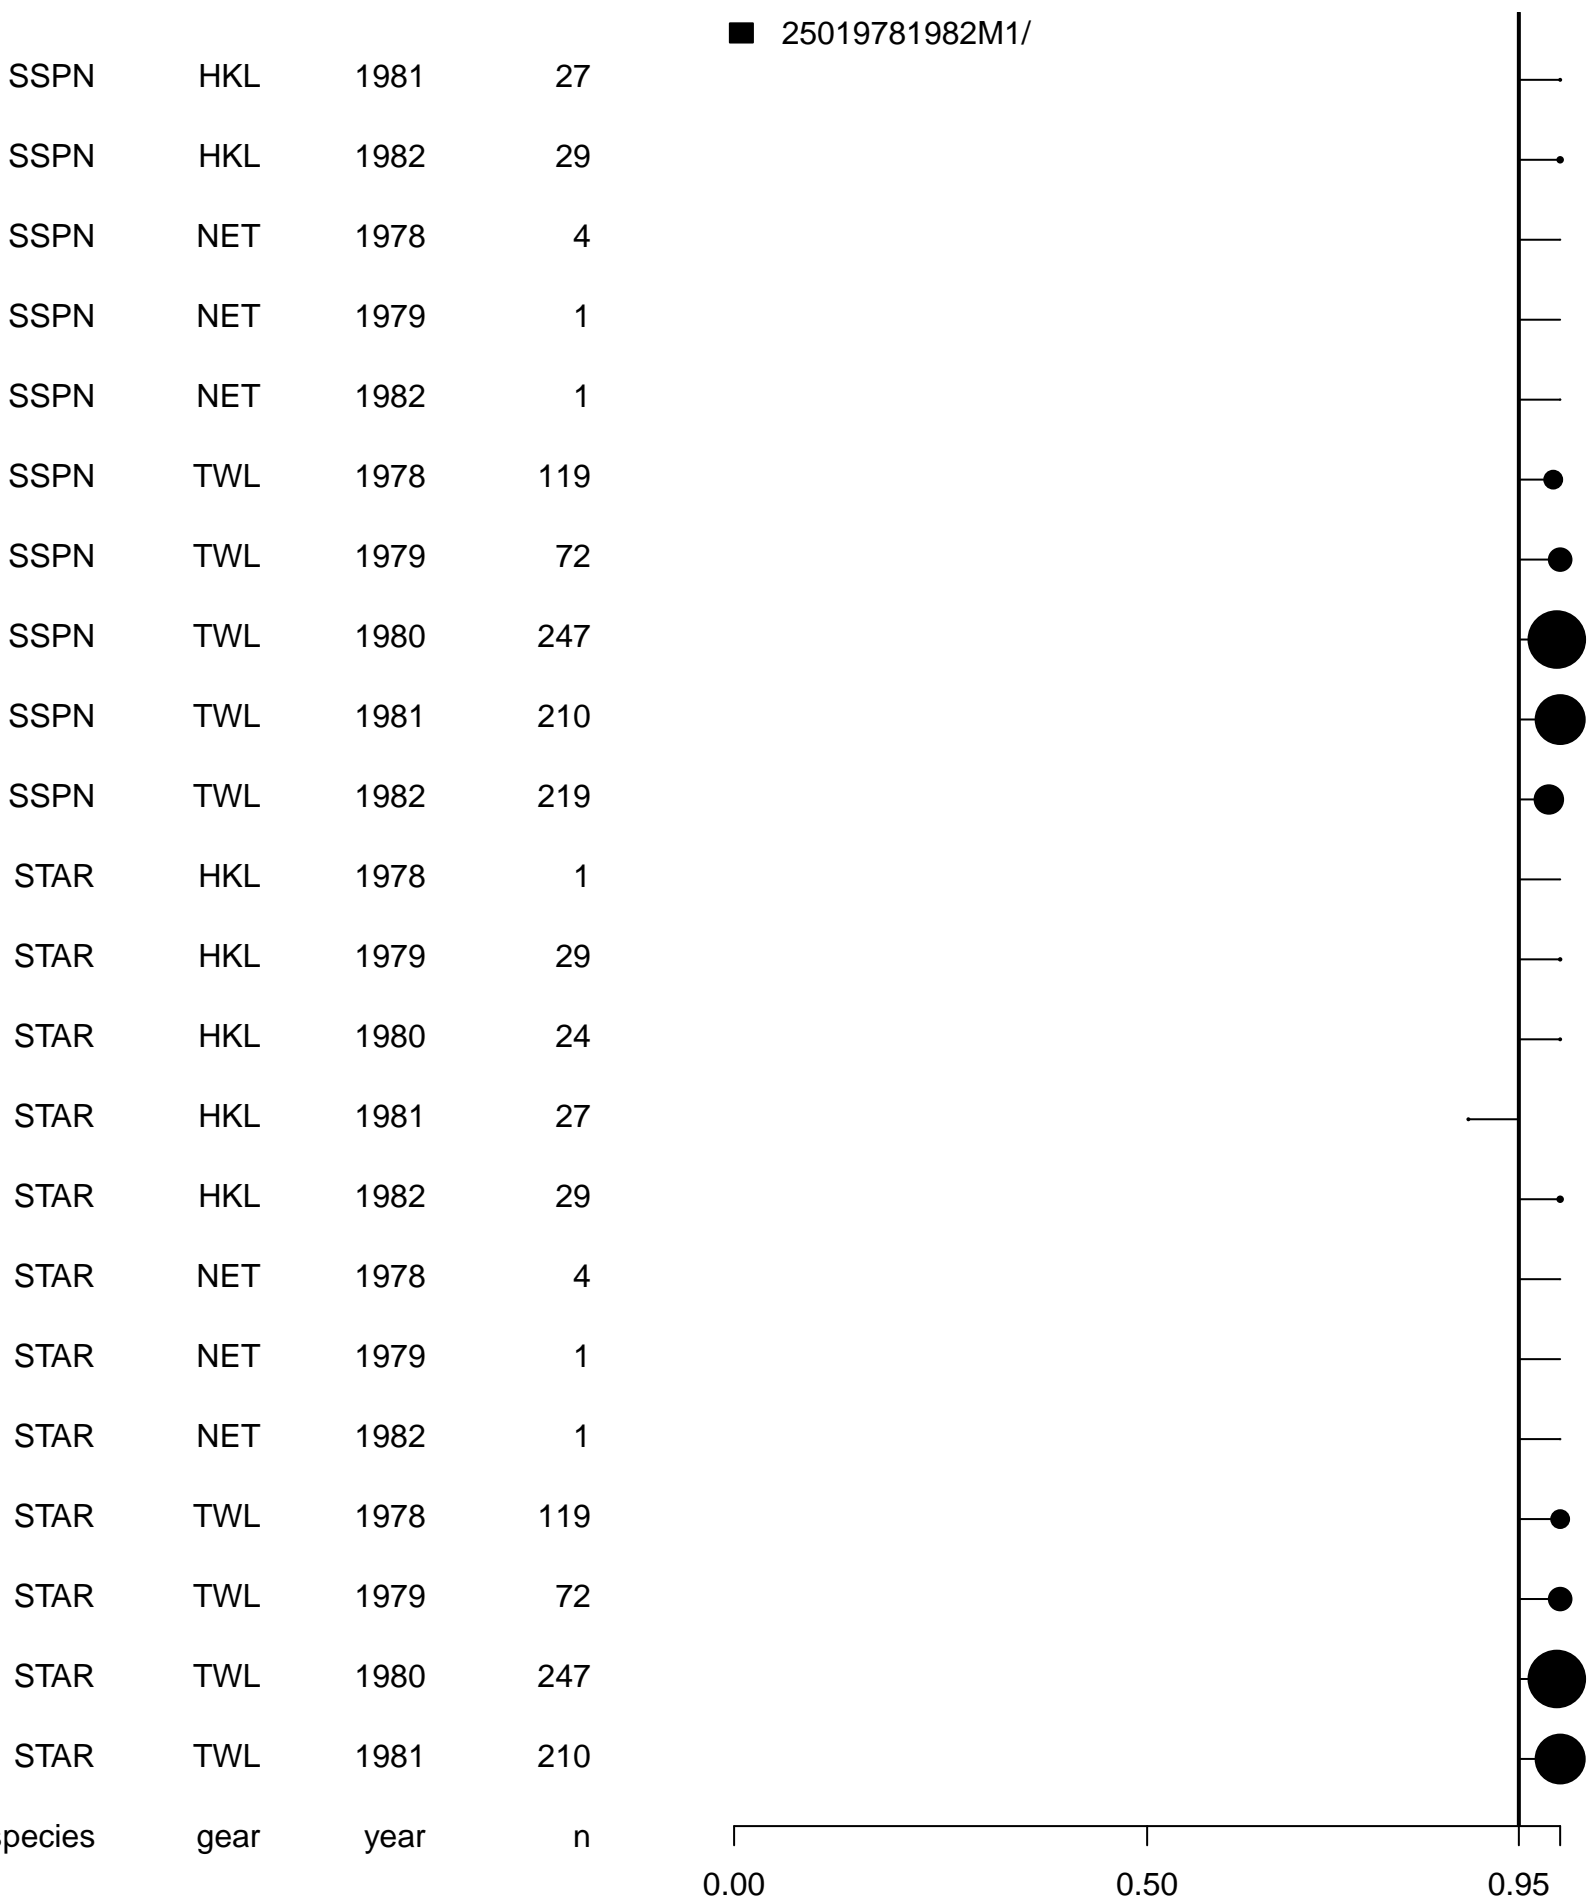 25019781982M1/
SSPN HKL 1981 27
SSPN HKL 1982 29
SSPN NET 1978 4
SSPN NET 1979 1
SSPN NET 1982 1
SSPN TWL 1978 119
SSPN TWL 1979 72
SSPN TWL 1980 247
SSPN TWL 1981 210
SSPN TWL 1982 219
STAR HKL 1978 1
STAR HKL 1979 29
STAR HKL 1980 24
STAR HKL 1981 27
STAR HKL 1982 29
STAR NET 1978 4
STAR NET 1979 1
STAR NET 1982 1
STAR TWL 1978 119
STAR TWL 1979 72
STAR TWL 1980 247
STAR TWL 1981 210
species gear year n
0.00 0.50 0.95